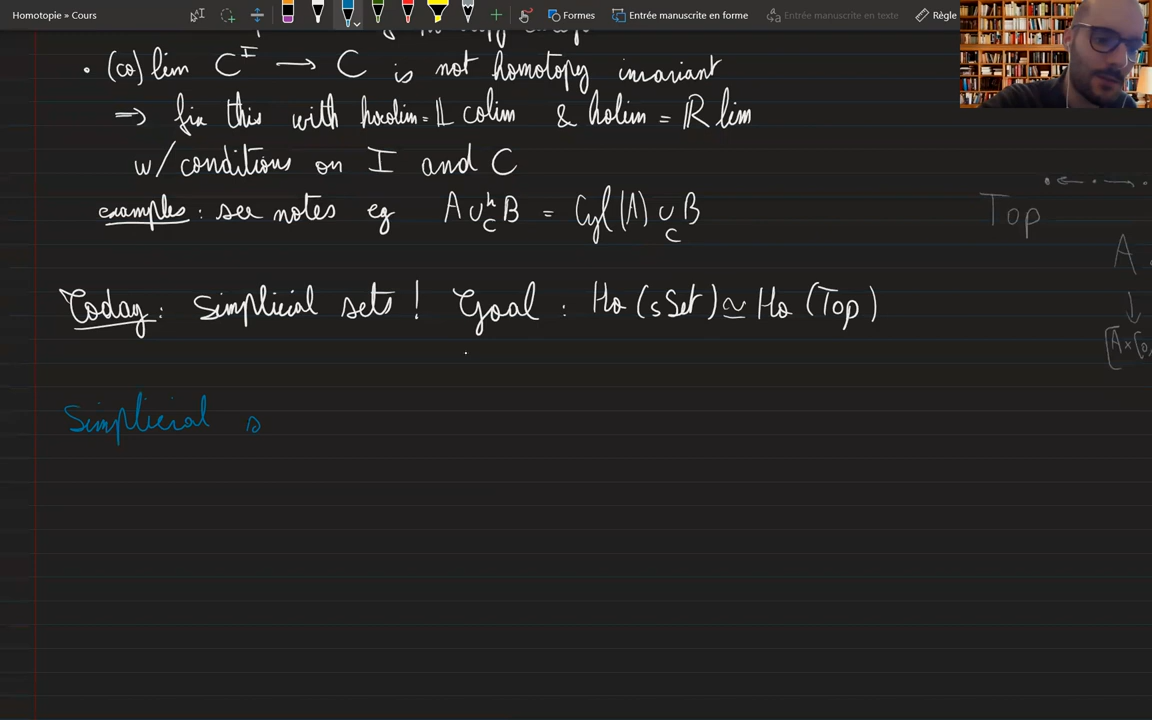 Homotopie » Cours
Formes
Entrée manuscrite en forme
Entrée manuscrite en texte
Règle
• (co)lim C^I → C is not homotopy invariant
⇒ fix this with hocolim = 𝕃 colim & holim = ℝ lim
w/ conditions on I and C
examples : see notes eg A ∪^h_C B = Cyl(A) ∪_C B
Top
A
[A×[0,
Today : Simplicial sets ! Goal : Ho(sSet) ≃ Ho(Top)
Simplicial s